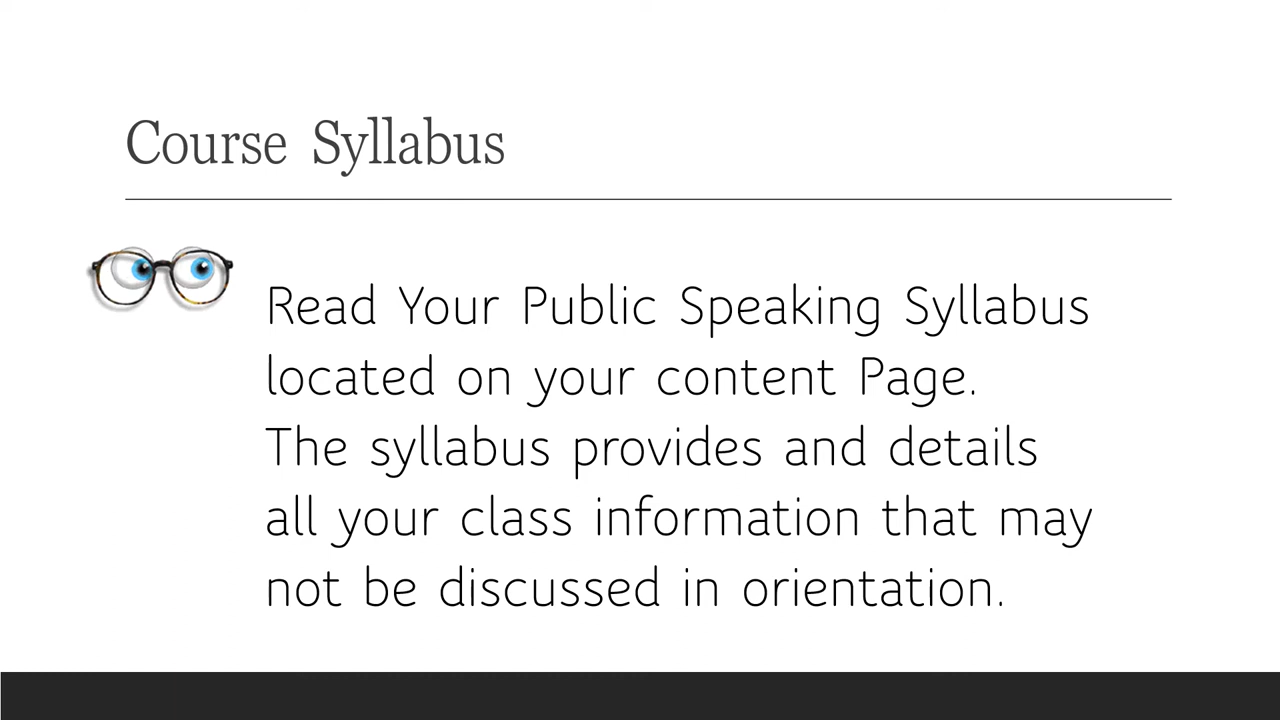 Course Syllabus
Read Your Public Speaking Syllabus
located on your content Page.
The syllabus provides and details
all your class information that may
not be discussed in orientation.